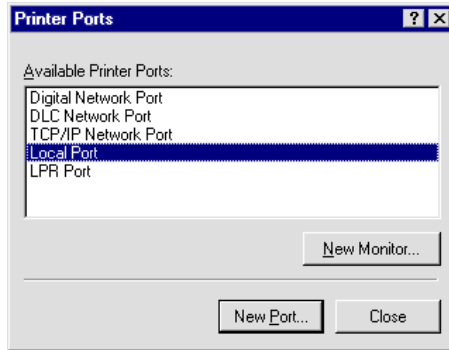 Printer Ports
Available Printer Ports:
Digital Network Port
DLC Network Port
TCP/IP Network Port
Local Port
LPR Port
New Monitor...
New Port...
Close